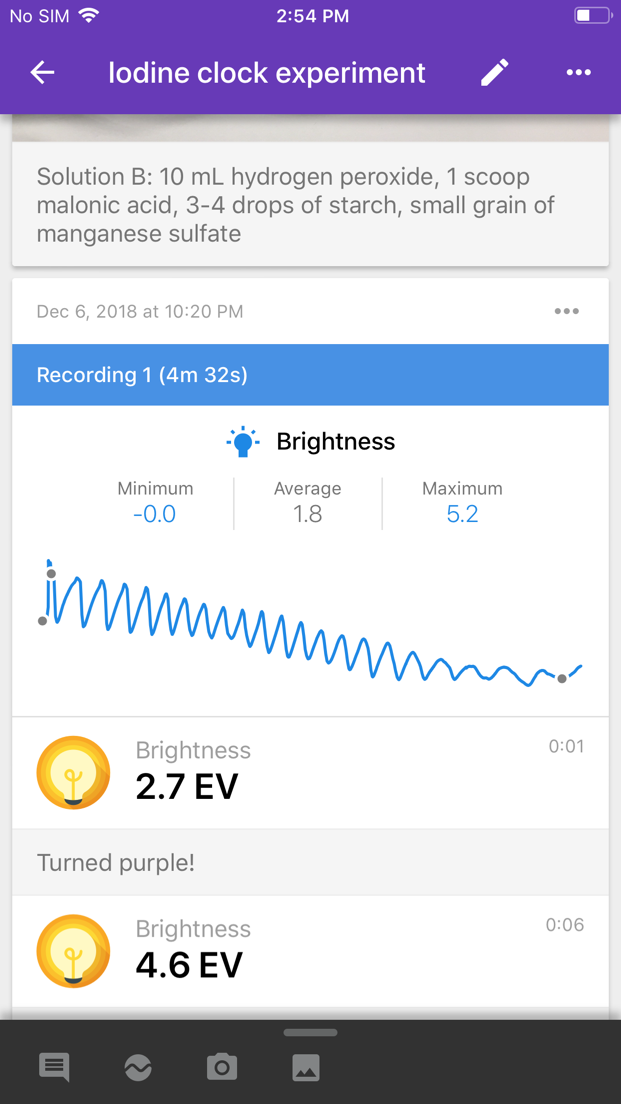 No SIM 2:54 PM
Iodine clock experiment
Solution B: 10 mL hydrogen peroxide, 1 scoop
malonic acid, 3-4 drops of starch, small grain of
manganese sulfate
Dec 6, 2018 at 10:20 PM
Recording 1 (4m 32s)
Brightness
Minimum Average Maximum
-0.0 1.8 5.2
Brightness 0:01
2.7 EV
Turned purple!
Brightness 0:06
4.6 EV